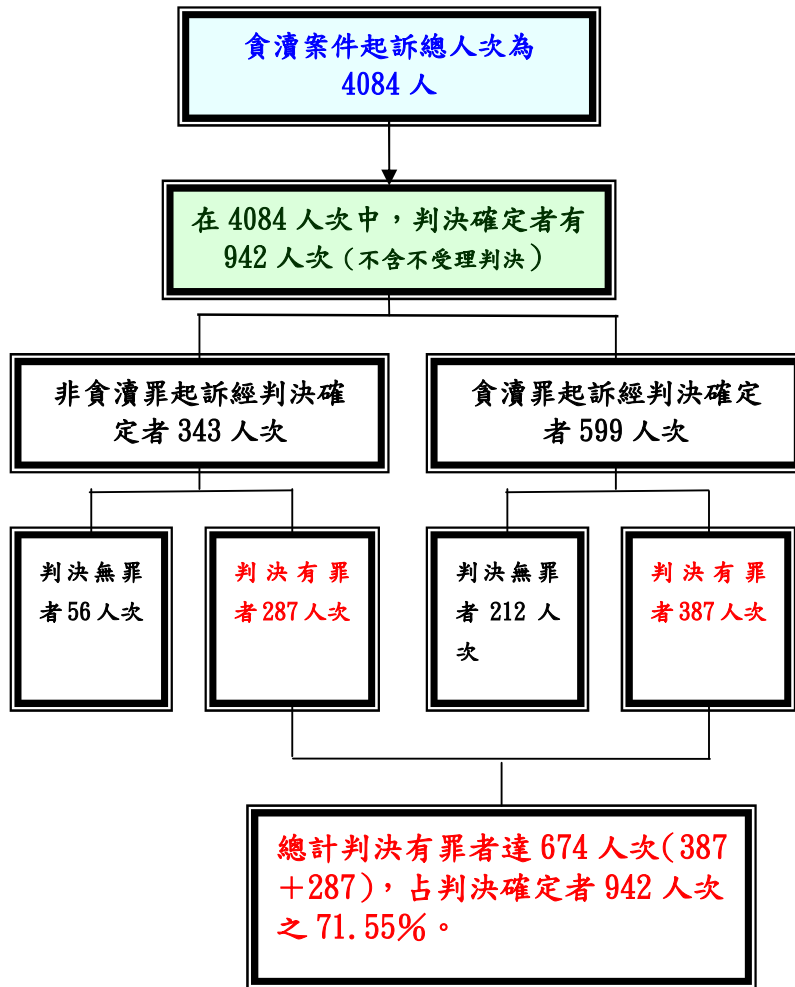 貪瀆案件起訴總人次為
4084 人
在 4084 人次中，判決確定者有
942 人次（不含不受理判決）
非貪瀆罪起訴經判決確
定者 343 人次
貪瀆罪起訴經判決確定
者 599 人次
判決無罪
者 56 人次
判決有罪
者 287 人次
判決無罪
者 212 人
次
判決有罪
者 387 人次
總計判決有罪者達 674 人次(387
＋287)，占判決確定者 942 人次
之 71.55％。